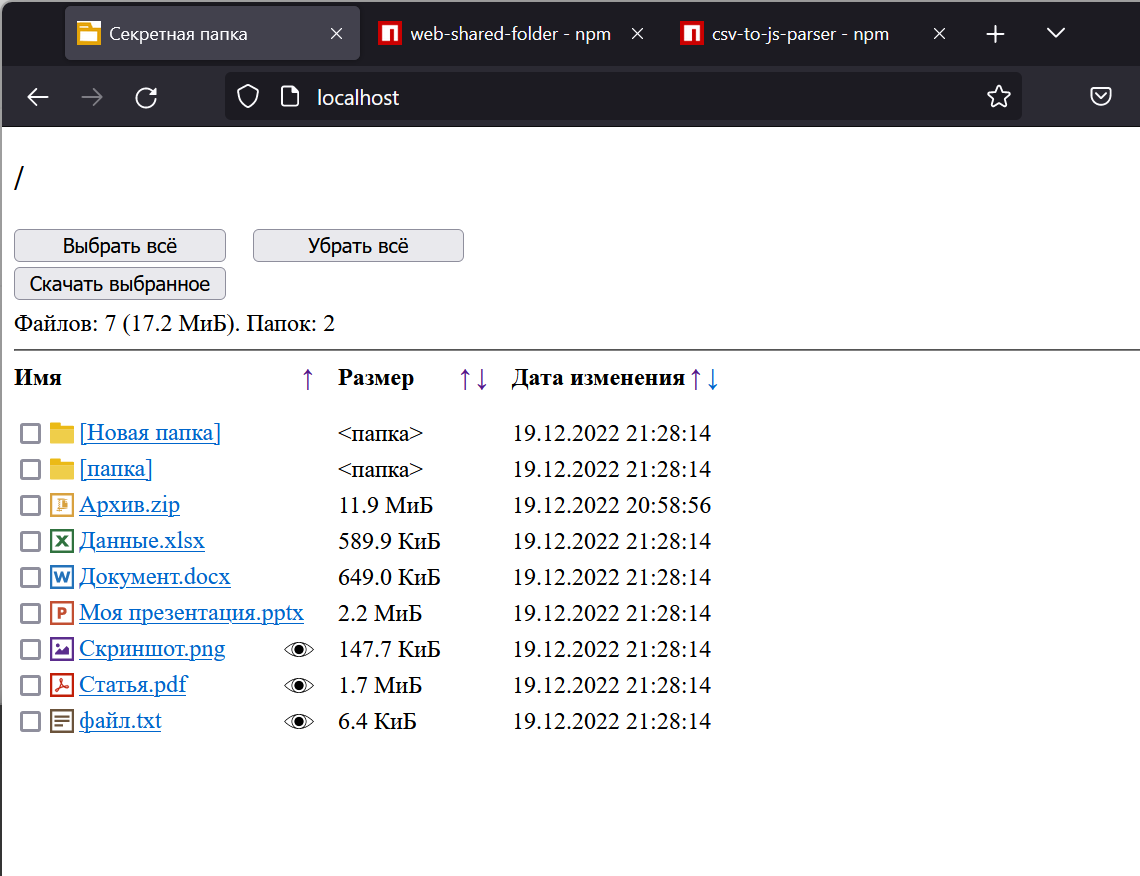 Секретная папка web-shared-folder - npm csv-to-js-parser - npm
localhost
/
Выбрать всё Убрать всё
Скачать выбранное
Файлов: 7 (17.2 МиБ). Папок: 2
Имя ↑ Размер ↑↓ Дата изменения ↑↓
[Новая папка] <папка> 19.12.2022 21:28:14
[папка] <папка> 19.12.2022 21:28:14
Архив.zip 11.9 МиБ 19.12.2022 20:58:56
Данные.xlsx 589.9 КиБ 19.12.2022 21:28:14
Документ.docx 649.0 КиБ 19.12.2022 21:28:14
Моя презентация.pptx 2.2 МиБ 19.12.2022 21:28:14
Скриншот.png 147.7 КиБ 19.12.2022 21:28:14
Статья.pdf 1.7 МиБ 19.12.2022 21:28:14
файл.txt 6.4 КиБ 19.12.2022 21:28:14